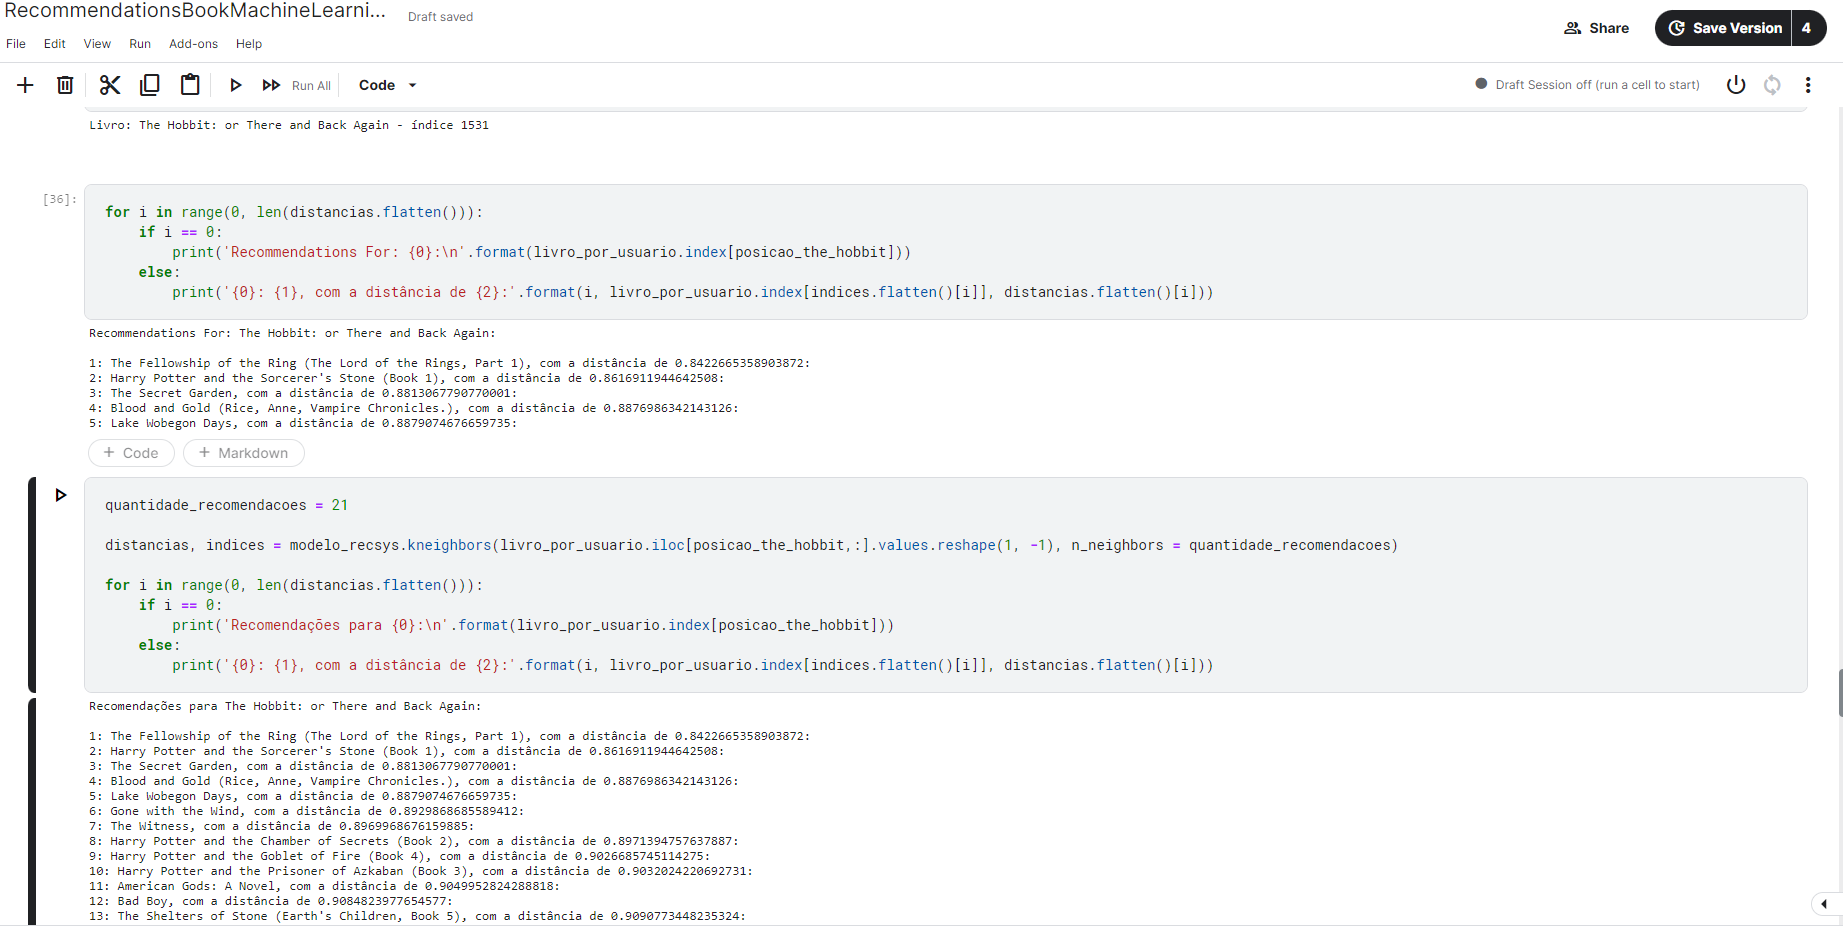 RecommendationsBookMachineLearni... Draft saved
File Edit View Run Add-ons Help
Share Save Version 4
Run All Code Draft Session off (run a cell to start)
Livro: The Hobbit: or There and Back Again - índice 1531
[36]:
for i in range(0, len(distancias.flatten())):
    if i == 0:
        print('Recommendations For: {0}:\n'.format(livro_por_usuario.index[posicao_the_hobbit]))
    else:
        print('{0}: {1}, com a distância de {2}:'.format(i, livro_por_usuario.index[indices.flatten()[i]], distancias.flatten()[i]))
Recommendations For: The Hobbit: or There and Back Again:
1: The Fellowship of the Ring (The Lord of the Rings, Part 1), com a distância de 0.8422665358903872:
2: Harry Potter and the Sorcerer's Stone (Book 1), com a distância de 0.8616911944642508:
3: The Secret Garden, com a distância de 0.8813067790770001:
4: Blood and Gold (Rice, Anne, Vampire Chronicles.), com a distância de 0.8876986342143126:
5: Lake Wobegon Days, com a distância de 0.8879074676659735:
+ Code + Markdown
quantidade_recomendacoes = 21
distancias, indices = modelo_recsys.kneighbors(livro_por_usuario.iloc[posicao_the_hobbit,:].values.reshape(1, -1), n_neighbors = quantidade_recomendacoes)
for i in range(0, len(distancias.flatten())):
    if i == 0:
        print('Recomendações para {0}:\n'.format(livro_por_usuario.index[posicao_the_hobbit]))
    else:
        print('{0}: {1}, com a distância de {2}:'.format(i, livro_por_usuario.index[indices.flatten()[i]], distancias.flatten()[i]))
Recomendações para The Hobbit: or There and Back Again:
1: The Fellowship of the Ring (The Lord of the Rings, Part 1), com a distância de 0.8422665358903872:
2: Harry Potter and the Sorcerer's Stone (Book 1), com a distância de 0.8616911944642508:
3: The Secret Garden, com a distância de 0.8813067790770001:
4: Blood and Gold (Rice, Anne, Vampire Chronicles.), com a distância de 0.8876986342143126:
5: Lake Wobegon Days, com a distância de 0.8879074676659735:
6: Gone with the Wind, com a distância de 0.8929868685589412:
7: The Witness, com a distância de 0.8969968676159885:
8: Harry Potter and the Chamber of Secrets (Book 2), com a distância de 0.8971394757637887:
9: Harry Potter and the Goblet of Fire (Book 4), com a distância de 0.9026685745114275:
10: Harry Potter and the Prisoner of Azkaban (Book 3), com a distância de 0.9032024220692731:
11: American Gods: A Novel, com a distância de 0.9049952824288818:
12: Bad Boy, com a distância de 0.9084823977654577:
13: The Shelters of Stone (Earth's Children, Book 5), com a distância de 0.9090773448235324: